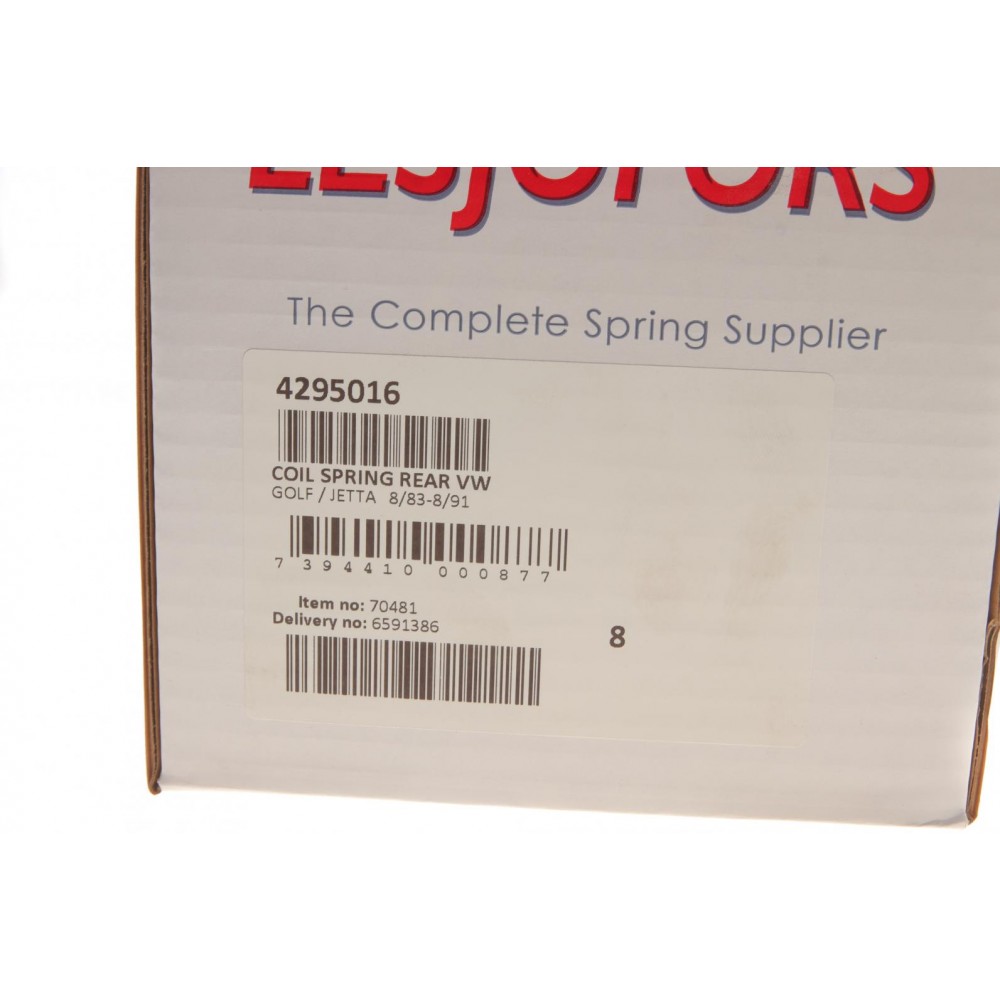 LESJOFORS
The Complete Spring Supplier
4295016
COIL SPRING REAR VW
GOLF / JETTA 8/83-8/91
7 394410 000877
Item no: 70481
Delivery no: 6591386
8